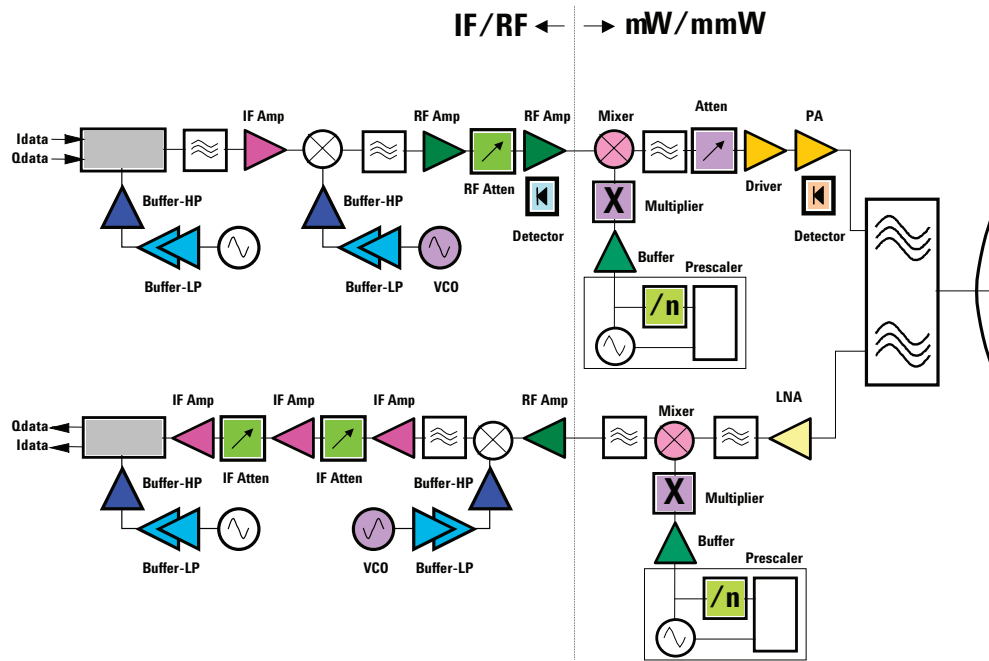 IF/RF
mW/mmW
IF Amp
RF Amp
RF Amp
Mixer
Atten
PA
Idata
Qdata
RF Atten
Driver
Buffer-HP
Buffer-HP
X
Multiplier
Detector
Detector
Buffer
Prescaler
Buffer-LP
Buffer-LP
VCO
/n
IF Amp
IF Amp
IF Amp
RF Amp
Mixer
LNA
Qdata
Idata
Buffer-HP
IF Atten
IF Atten
Buffer-HP
X
Multiplier
Buffer
Prescaler
Buffer-LP
VCO
Buffer-LP
/n